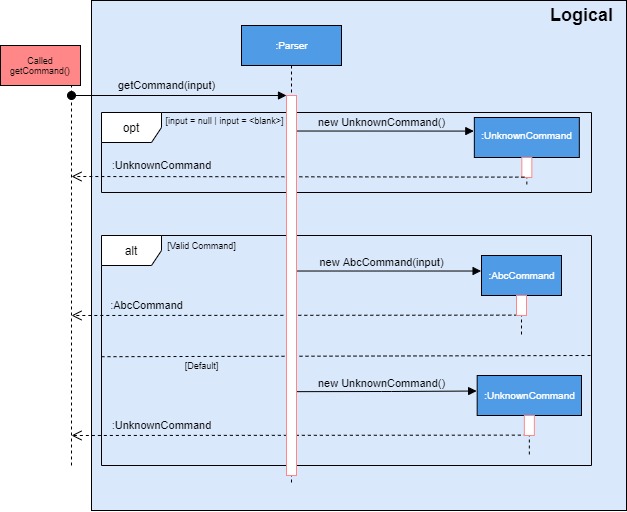 Logical
Called
getCommand()
:Parser
getCommand(input)
opt
[input = null | input = <blank>]
new UnknownCommand()
:UnknownCommand
:UnknownCommand
alt
[Valid Command]
new AbcCommand(input)
:AbcCommand
:AbcCommand
[Default]
new UnknownCommand()
:UnknownCommand
:UnknownCommand